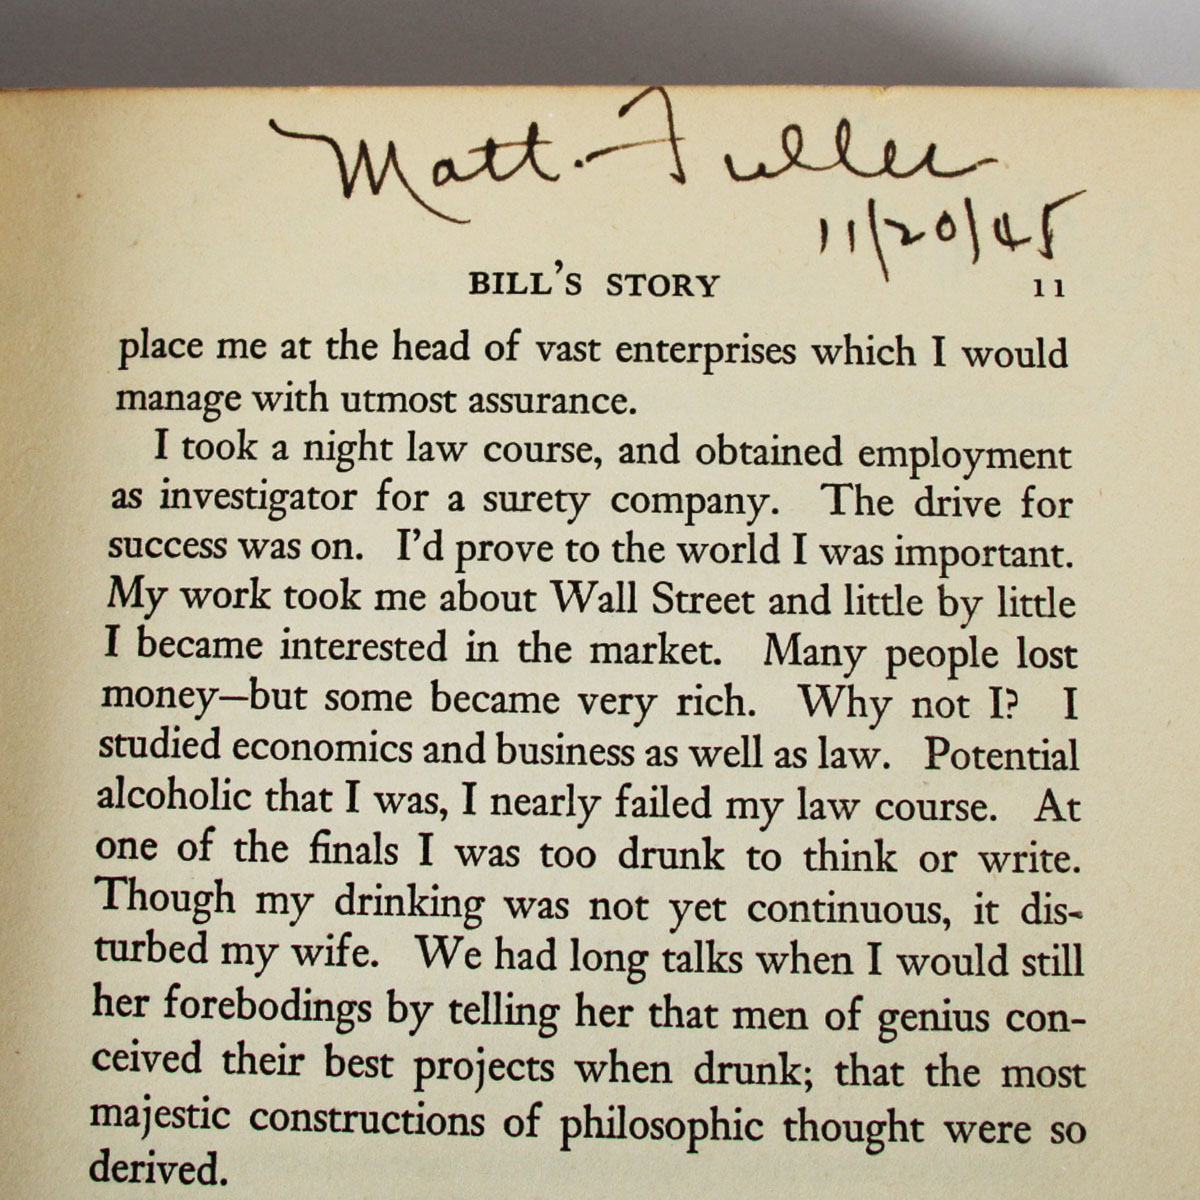 Matt. Fuller
11/20/45
BILL'S STORY 11
place me at the head of vast enterprises which I would
manage with utmost assurance.
I took a night law course, and obtained employment
as investigator for a surety company. The drive for
success was on. I'd prove to the world I was important.
My work took me about Wall Street and little by little
I became interested in the market. Many people lost
money—but some became very rich. Why not I? I
studied economics and business as well as law. Potential
alcoholic that I was, I nearly failed my law course. At
one of the finals I was too drunk to think or write.
Though my drinking was not yet continuous, it dis-
turbed my wife. We had long talks when I would still
her forebodings by telling her that men of genius con-
ceived their best projects when drunk; that the most
majestic constructions of philosophic thought were so
derived.